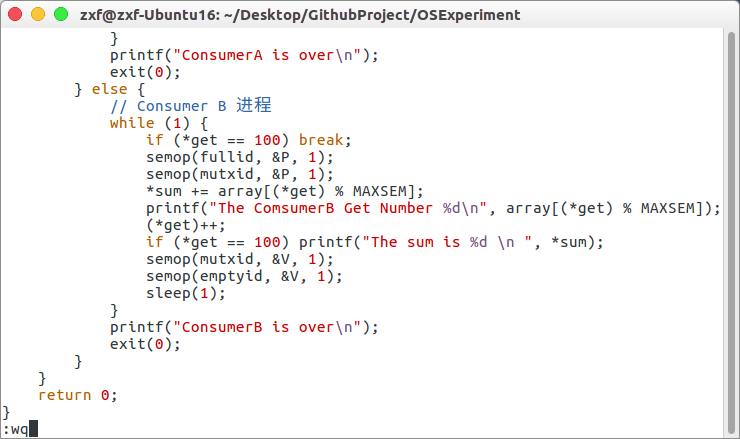 zxf@zxf-Ubuntu16: ~/Desktop/GithubProject/OSExperiment
            }
            printf("ConsumerA is over\n");
            exit(0);
        } else {
            // Consumer B 进程
            while (1) {
                if (*get == 100) break;
                semop(fullid, &P, 1);
                semop(mutxid, &P, 1);
                *sum += array[(*get) % MAXSEM];
                printf("The ComsumerB Get Number %d\n", array[(*get) % MAXSEM]);
                (*get)++;
                if (*get == 100) printf("The sum is %d \n ", *sum);
                semop(mutxid, &V, 1);
                semop(emptyid, &V, 1);
                sleep(1);
            }
            printf("ConsumerB is over\n");
            exit(0);
        }
    }
    return 0;
}
:wq